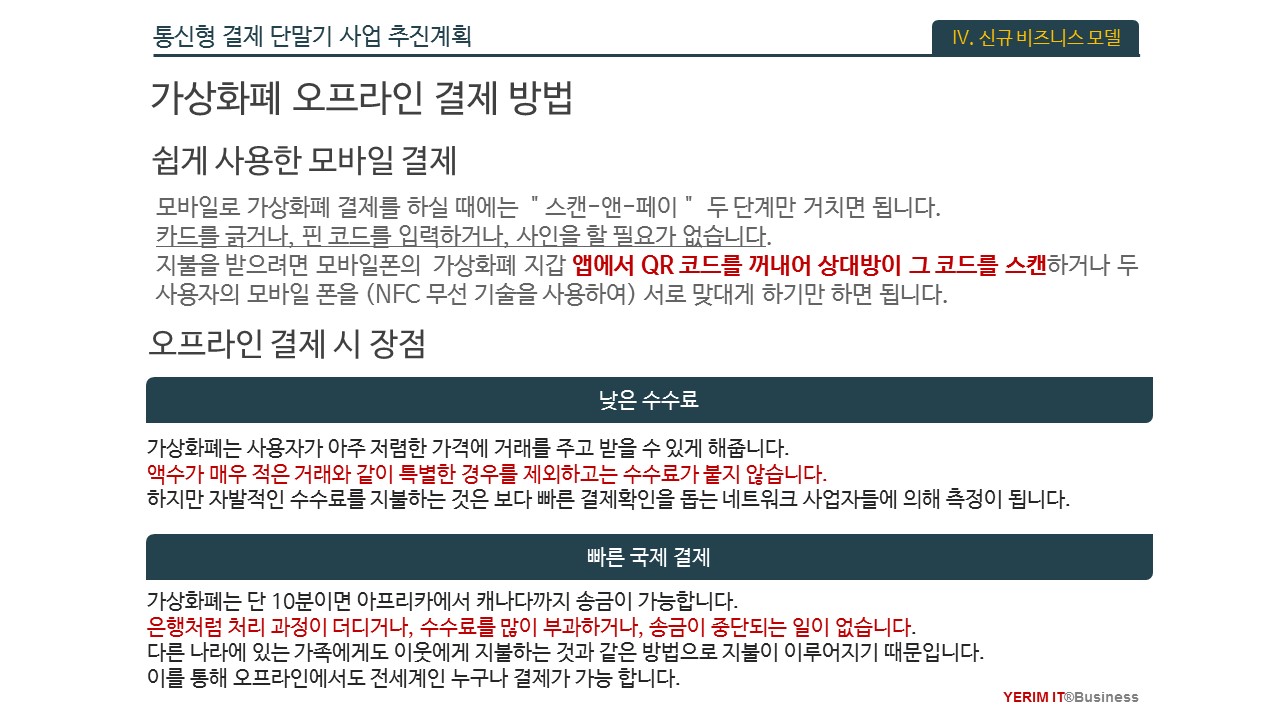 통신형 결제 단말기 사업 추진계획
IV. 신규 비즈니스 모델
가상화폐 오프라인 결제 방법
쉽게 사용한 모바일 결제
모바일로 가상화폐 결제를 하실 때에는 " 스캔-앤-페이 " 두 단계만 거치면 됩니다.
카드를 긁거나, 핀 코드를 입력하거나, 사인을 할 필요가 없습니다.
지불을 받으려면 모바일폰의 가상화폐 지갑 앱에서 QR 코드를 꺼내어 상대방이 그 코드를 스캔하거나 두
사용자의 모바일 폰을 (NFC 무선 기술을 사용하여) 서로 맞대게 하기만 하면 됩니다.
오프라인 결제 시 장점
낮은 수수료
가상화폐는 사용자가 아주 저렴한 가격에 거래를 주고 받을 수 있게 해줍니다.
액수가 매우 적은 거래와 같이 특별한 경우를 제외하고는 수수료가 붙지 않습니다.
하지만 자발적인 수수료를 지불하는 것은 보다 빠른 결제확인을 돕는 네트워크 사업자들에 의해 측정이 됩니다.
빠른 국제 결제
가상화폐는 단 10분이면 아프리카에서 캐나다까지 송금이 가능합니다.
은행처럼 처리 과정이 더디거나, 수수료를 많이 부과하거나, 송금이 중단되는 일이 없습니다.
다른 나라에 있는 가족에게도 이웃에게 지불하는 것과 같은 방법으로 지불이 이루어지기 때문입니다.
이를 통해 오프라인에서도 전세계인 누구나 결제가 가능 합니다.
YERIM IT®Business